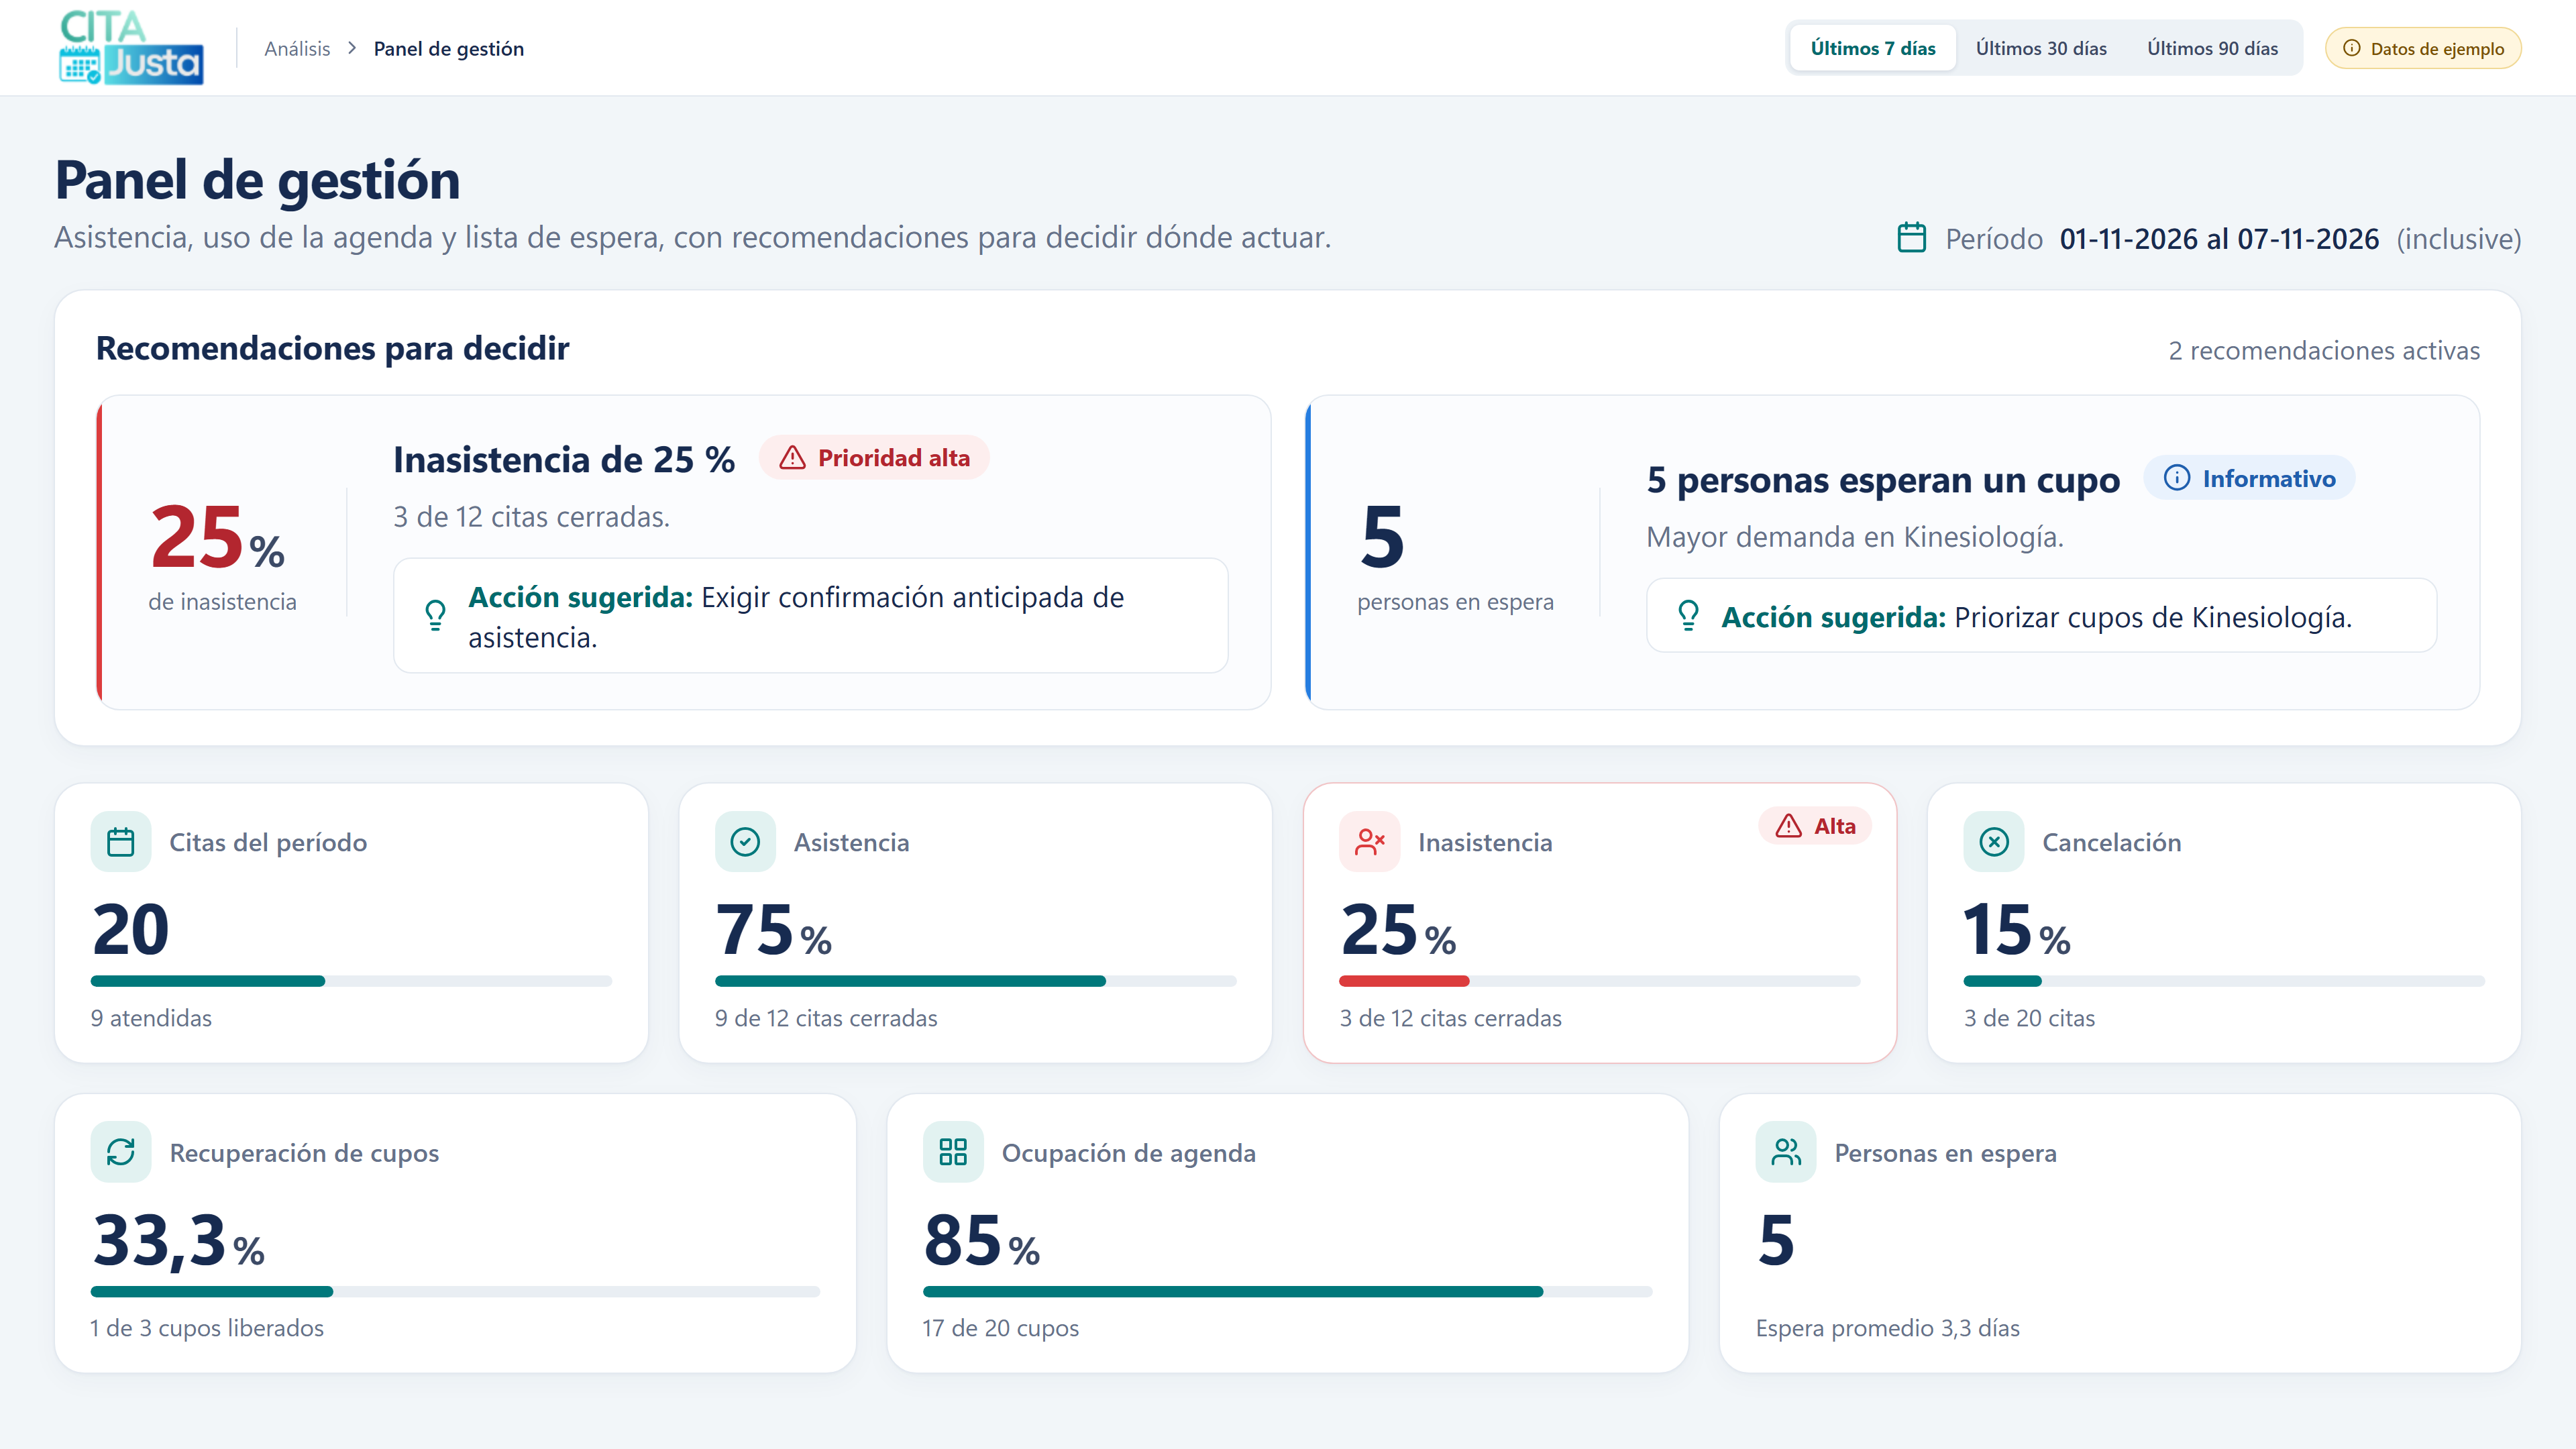 CITA
Justa
Análisis > Panel de gestión
Últimos 7 días
Últimos 30 días
Últimos 90 días
Datos de ejemplo
Panel de gestión
Asistencia, uso de la agenda y lista de espera, con recomendaciones para decidir dónde actuar.
Período 01-11-2026 al 07-11-2026 (inclusive)
Recomendaciones para decidir
2 recomendaciones activas
25%
de inasistencia
Inasistencia de 25 %
Prioridad alta
3 de 12 citas cerradas.
Acción sugerida: Exigir confirmación anticipada de
asistencia.
5
personas en espera
5 personas esperan un cupo
Informativo
Mayor demanda en Kinesiología.
Acción sugerida: Priorizar cupos de Kinesiología.
Citas del período
20
9 atendidas
Asistencia
75%
9 de 12 citas cerradas
Inasistencia
Alta
25%
3 de 12 citas cerradas
Cancelación
15%
3 de 20 citas
Recuperación de cupos
33,3%
1 de 3 cupos liberados
Ocupación de agenda
85%
17 de 20 cupos
Personas en espera
5
Espera promedio 3,3 días